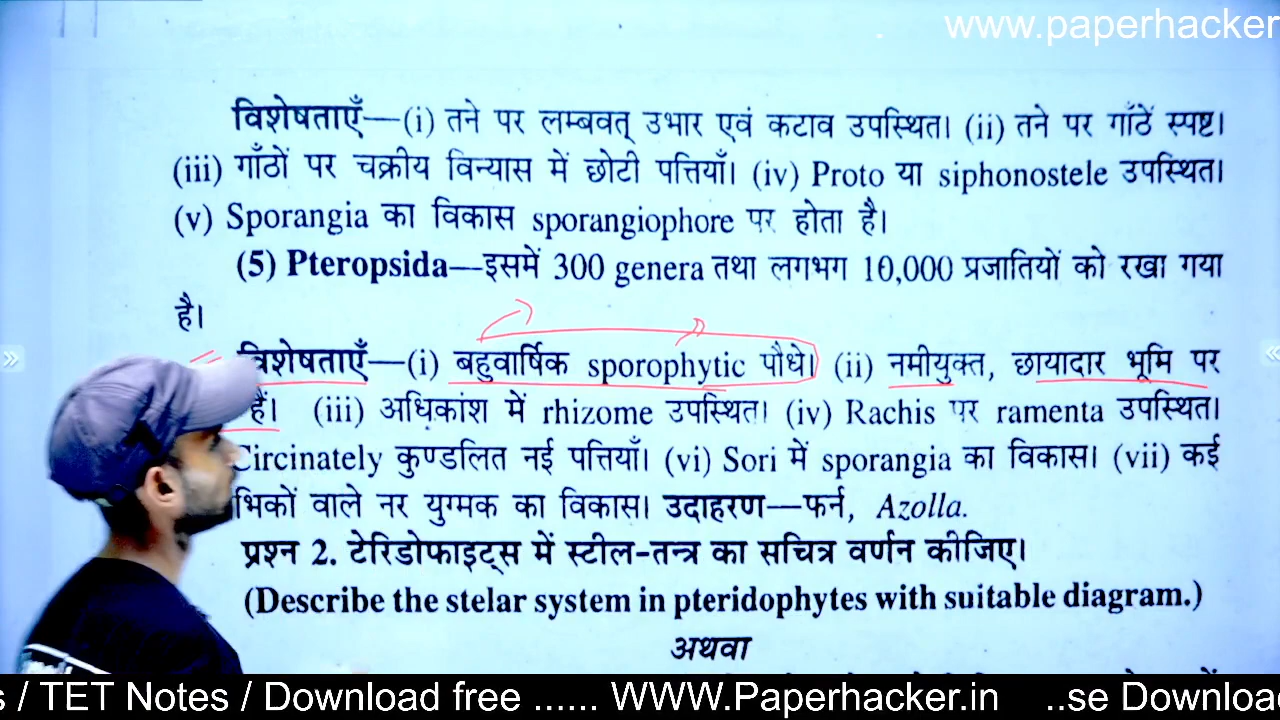 www.paperhacker
विशेषताएँ—(i) तने पर लम्बवत् उभार एवं कटाव उपस्थित। (ii) तने पर गाँठें स्पष्ट।
(iii) गाँठों पर चक्रीय विन्यास में छोटी पत्तियाँ। (iv) Proto या siphonostele उपस्थित।
(v) Sporangia का विकास sporangiophore पर होता है।
(5) Pteropsida—इसमें 300 genera तथा लगभग 10,000 प्रजातियों को रखा गया
है।
विशेषताएँ—(i) बहुवार्षिक sporophytic पौधे। (ii) नमीयुक्त, छायादार भूमि पर
हैं। (iii) अधिकांश में rhizome उपस्थित। (iv) Rachis पर ramenta उपस्थित।
Circinately कुण्डलित नई पत्तियाँ। (vi) Sori में sporangia का विकास। (vii) कई
भिकों वाले नर युग्मक का विकास। उदाहरण—फर्न, Azolla.
प्रश्न 2. टेरिडोफाइट्स में स्टील-तन्त्र का सचित्र वर्णन कीजिए।
(Describe the stelar system in pteridophytes with suitable diagram.)
अथवा
s / TET Notes / Download free ...... WWW.Paperhacker.in ..se Downloa